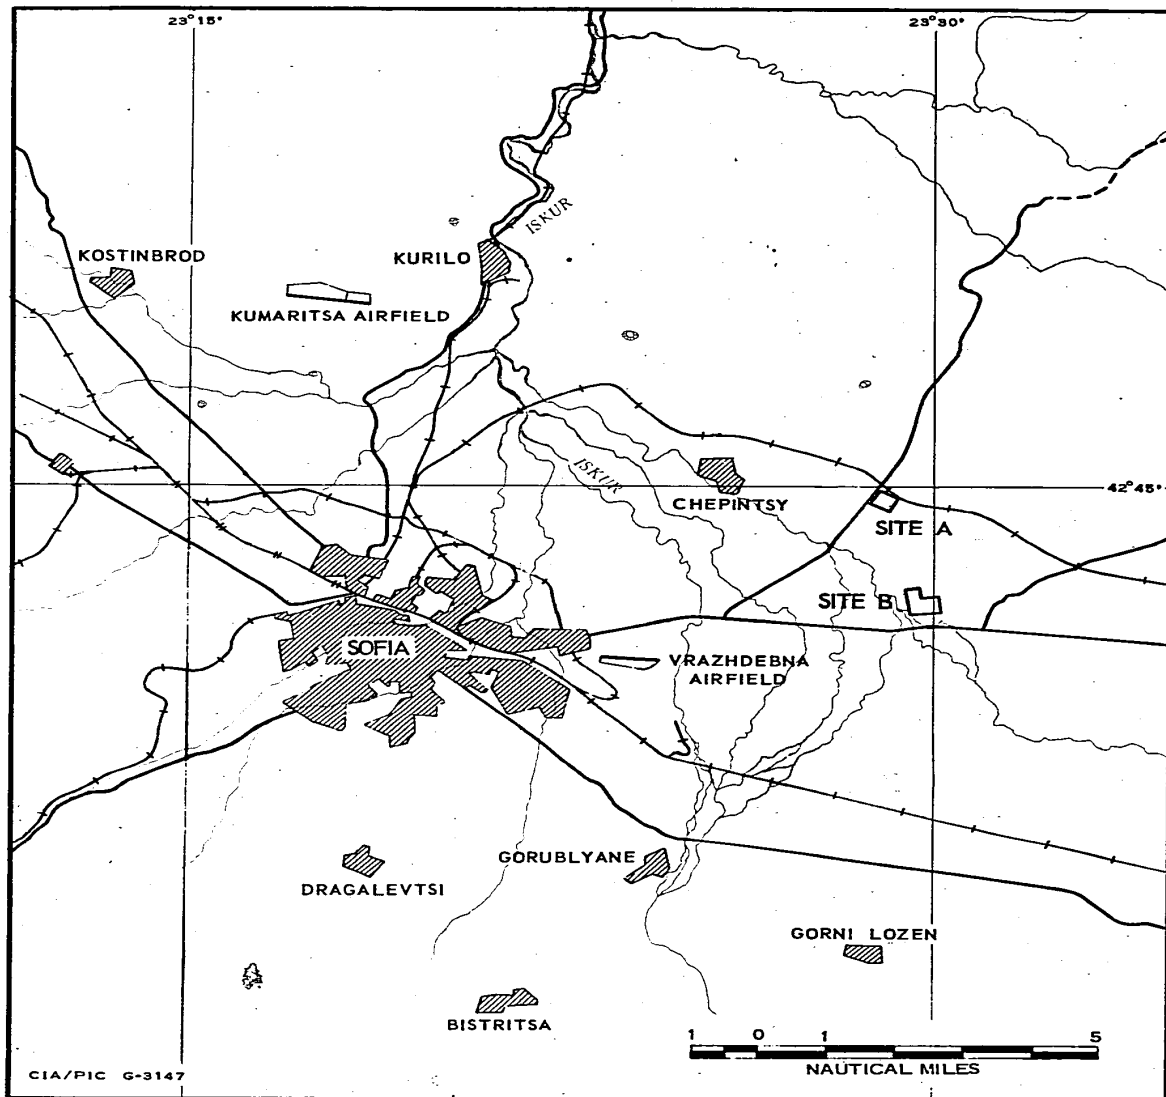 23°15'
23°30'
ISKUR
KOSTINBROD
KURILO
KUMARITSA AIRFIELD
ISKUR
CHEPINTSY
42°45'
SITE A
SITE B
SOFIA
VRAZHDEBNA
AIRFIELD
GORUBLYANE
DRAGALEVTSI
GORNI LOZEN
BISTRITSA
1 0 1 5
NAUTICAL MILES
CIA/PIC G-3147